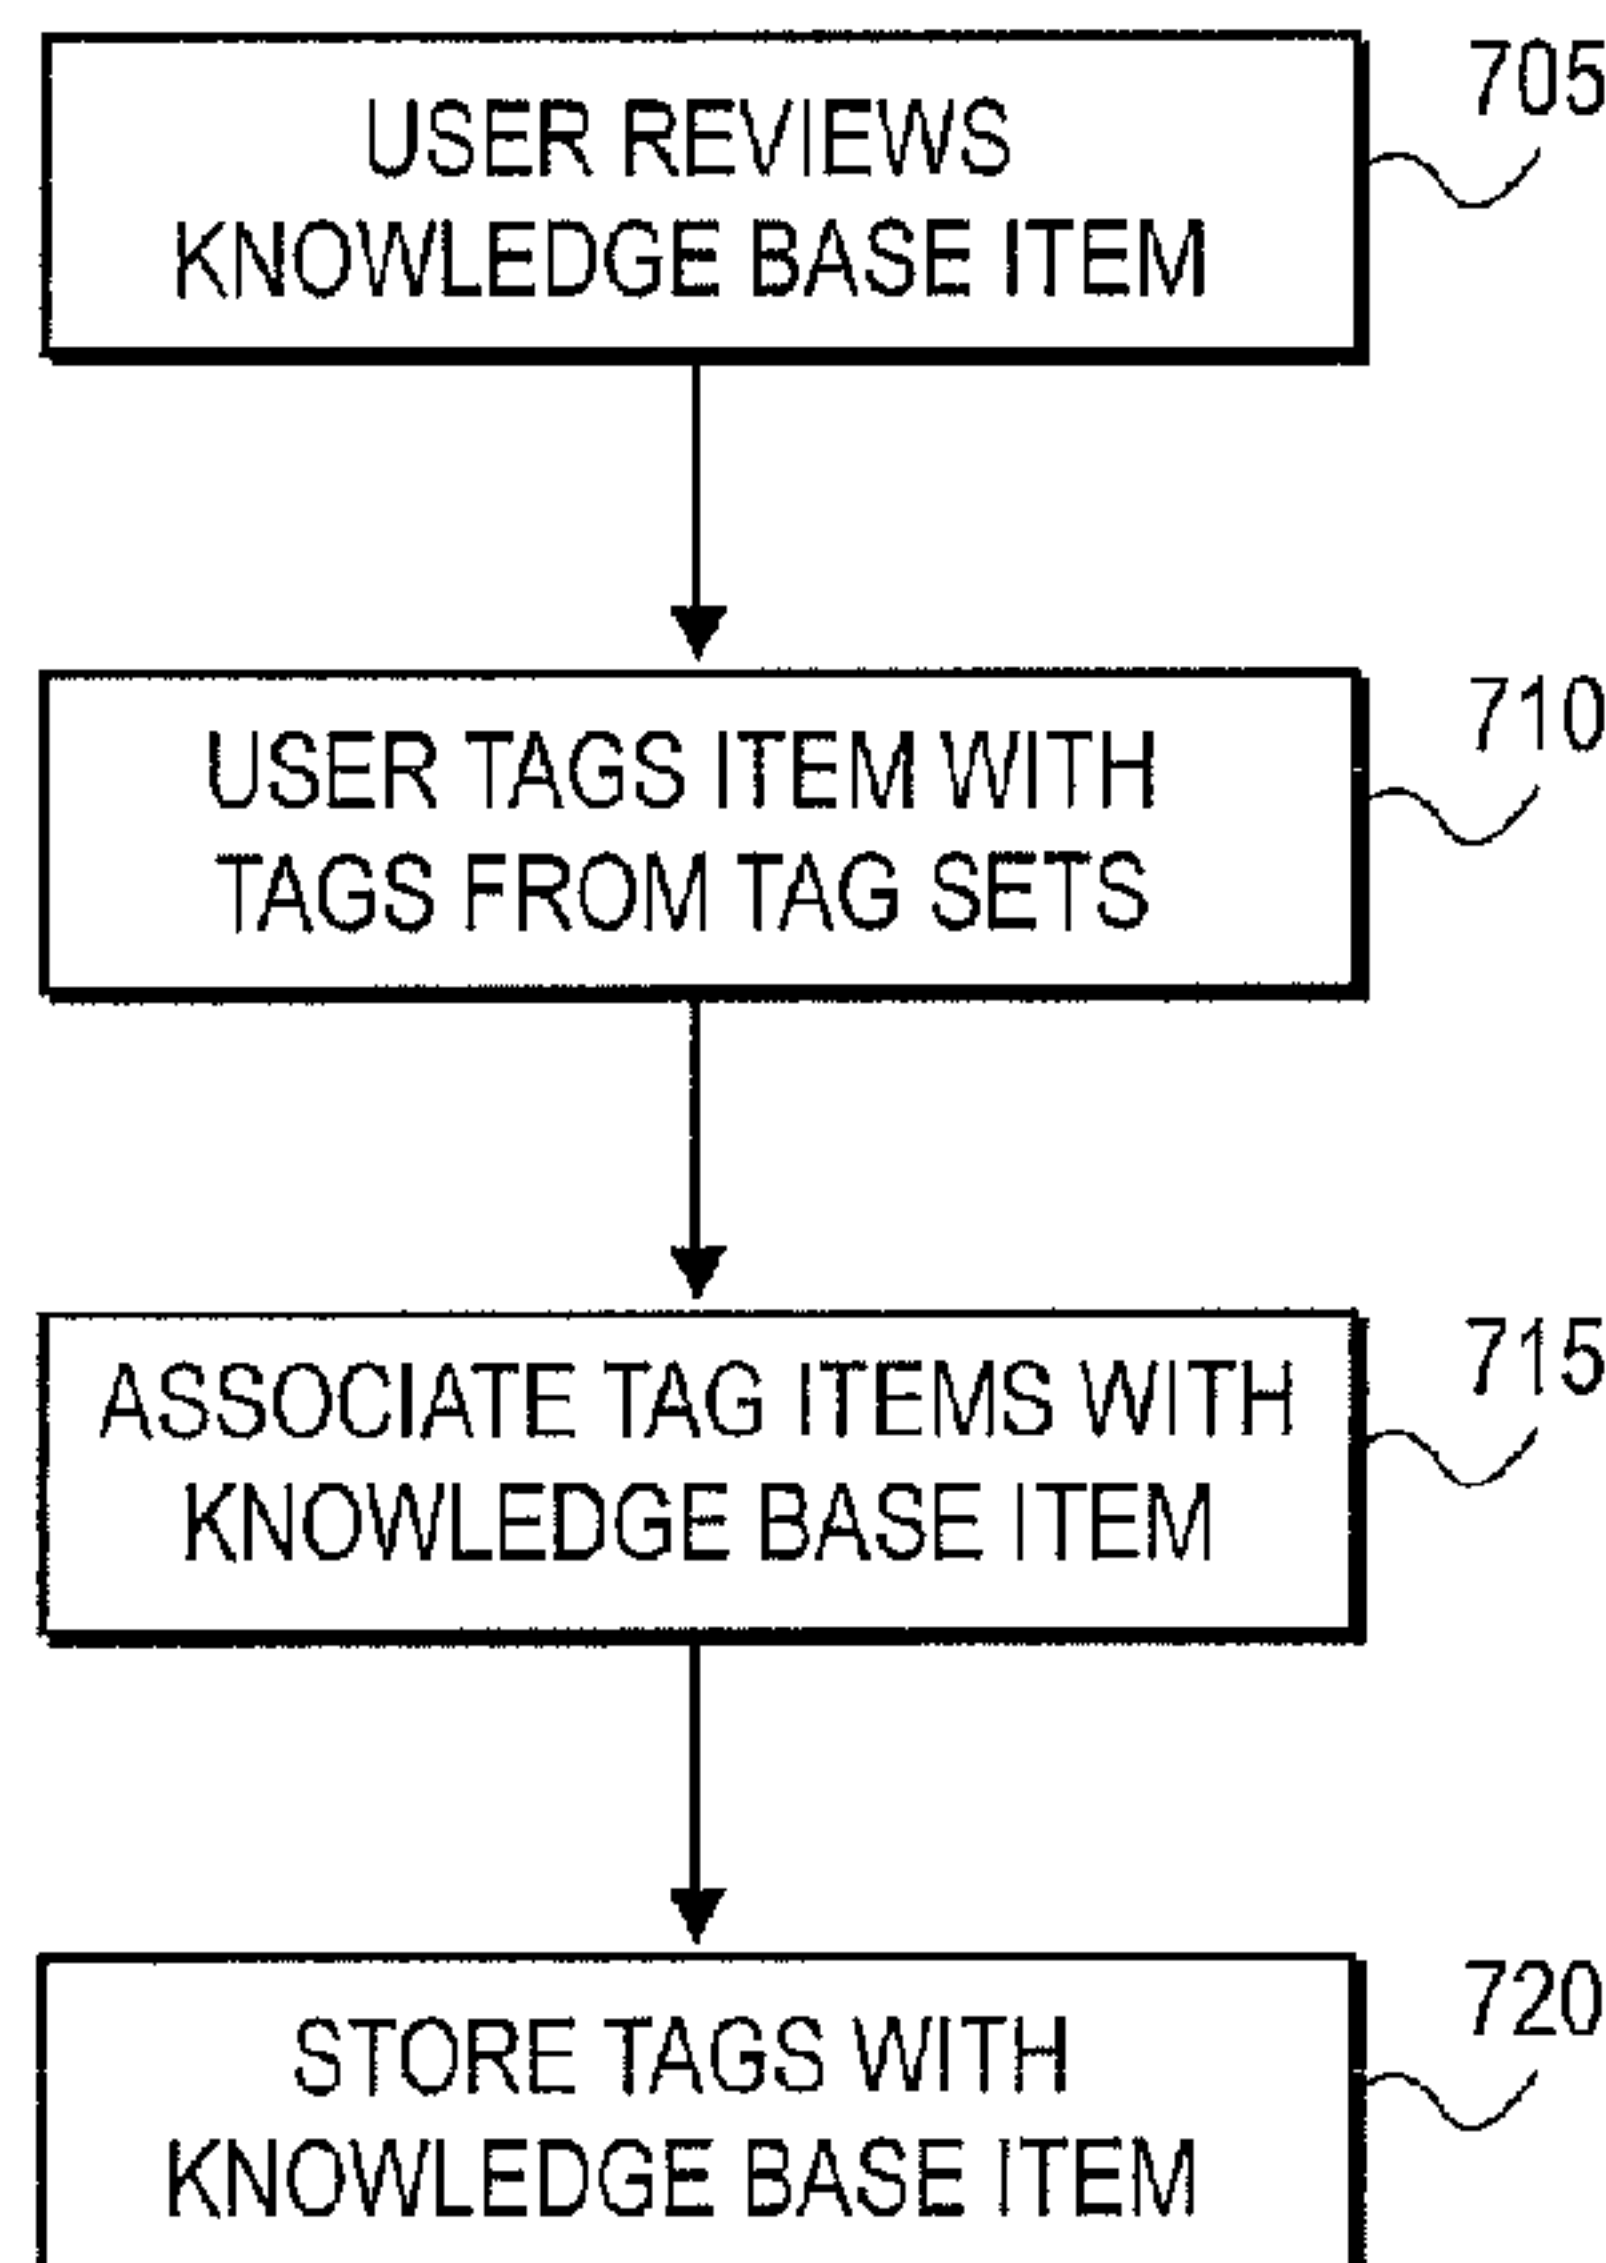 705
USER REVIEWS
KNOWLEDGE BASE ITEM
710
USER TAGS ITEM WITH
TAGS FROM TAG SETS
715
ASSOCIATE TAG ITEMS WITH
KNOWLEDGE BASE ITEM
720
STORE TAGS WITH
KNOWLEDGE BASE ITEM